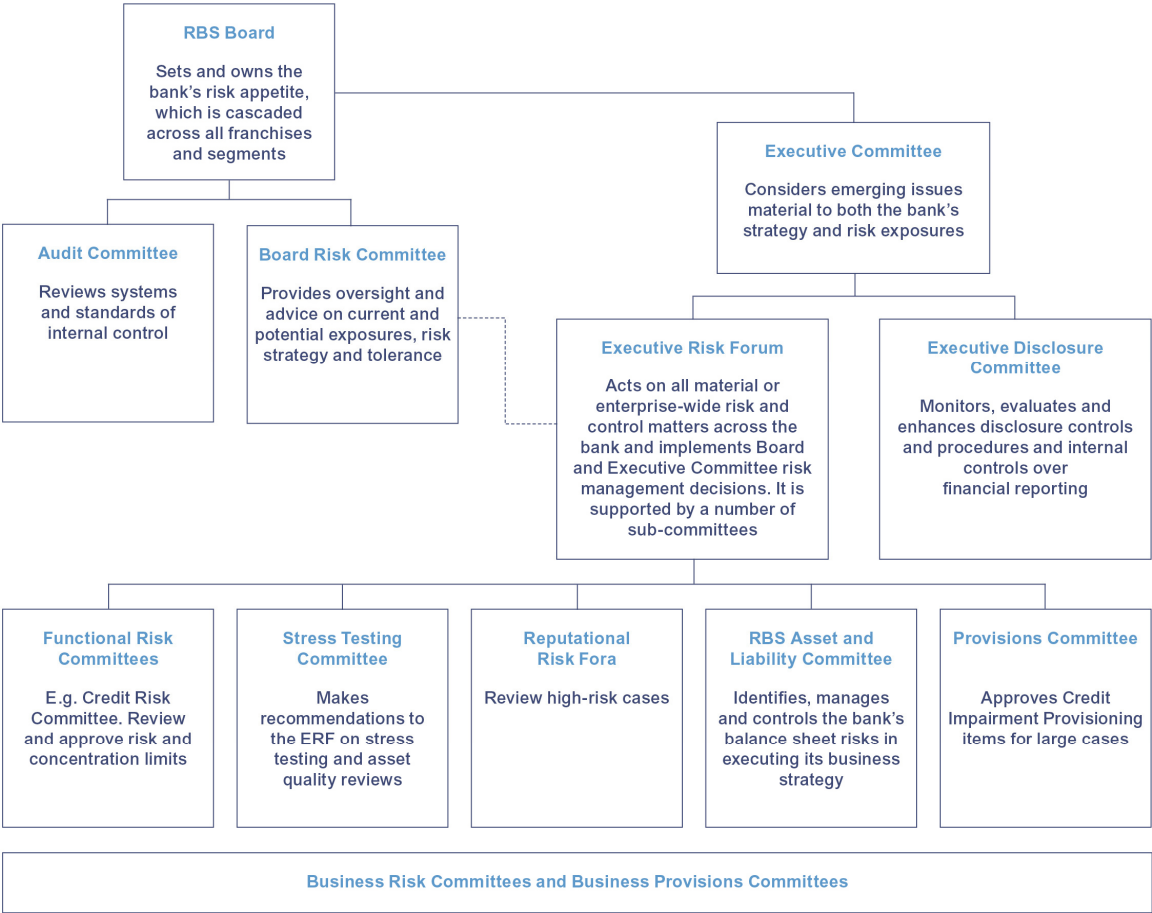 RBS Board
Sets and owns the
bank's risk appetite,
which is cascaded
across all franchises
and segments
Executive Committee
Considers emerging issues
material to both the bank's
strategy and risk exposures
Audit Committee
Reviews systems
and standards of
internal control
Board Risk Committee
Provides oversight and
advice on current and
potential exposures, risk
strategy and tolerance
Executive Risk Forum
Acts on all material or
enterprise-wide risk and
control matters across the
bank and implements Board
and Executive Committee risk
management decisions. It is
supported by a number of
sub-committees
Executive Disclosure
Committee
Monitors, evaluates and
enhances disclosure controls
and procedures and internal
controls over
financial reporting
Functional Risk
Committees
E.g. Credit Risk
Committee. Review
and approve risk and
concentration limits
Stress Testing
Committee
Makes
recommendations to
the ERF on stress
testing and asset
quality reviews
Reputational
Risk Fora
Review high-risk cases
RBS Asset and
Liability Committee
Identifies, manages
and controls the bank's
balance sheet risks in
executing its business
strategy
Provisions Committee
Approves Credit
Impairment Provisioning
items for large cases
Business Risk Committees and Business Provisions Committees